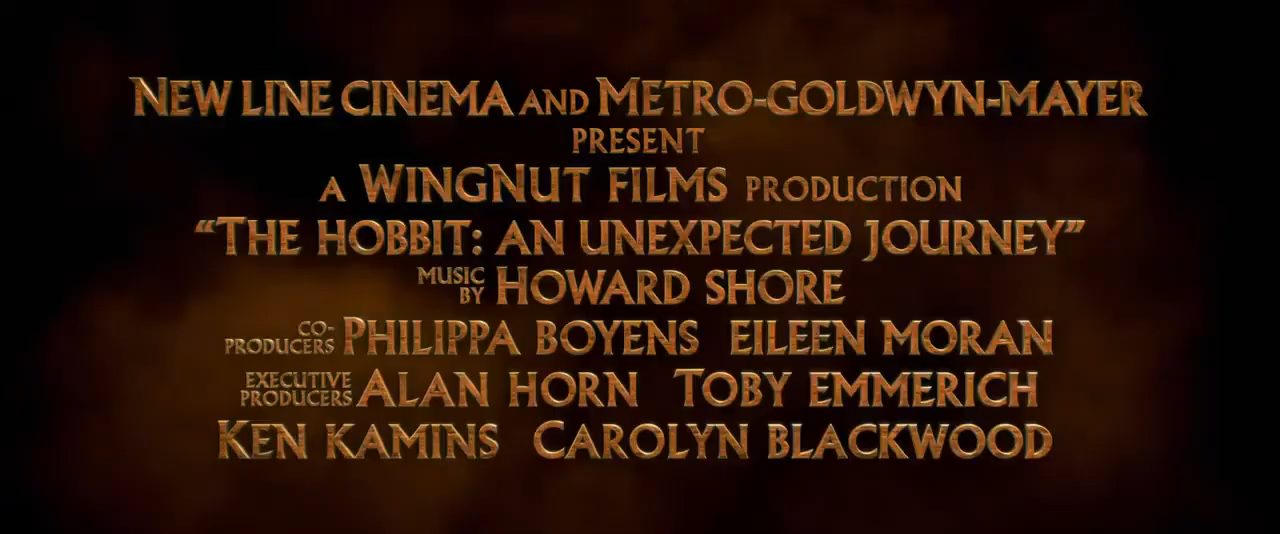 NEW LINE CINEMA AND METRO-GOLDWYN-MAYER
PRESENT
A WINGNUT FILMS PRODUCTION
“THE HOBBIT: AN UNEXPECTED JOURNEY”
MUSIC BY HOWARD SHORE
CO-PRODUCERS PHILIPPA BOYENS EILEEN MORAN
EXECUTIVE PRODUCERS ALAN HORN TOBY EMMERICH
KEN KAMINS CAROLYN BLACKWOOD